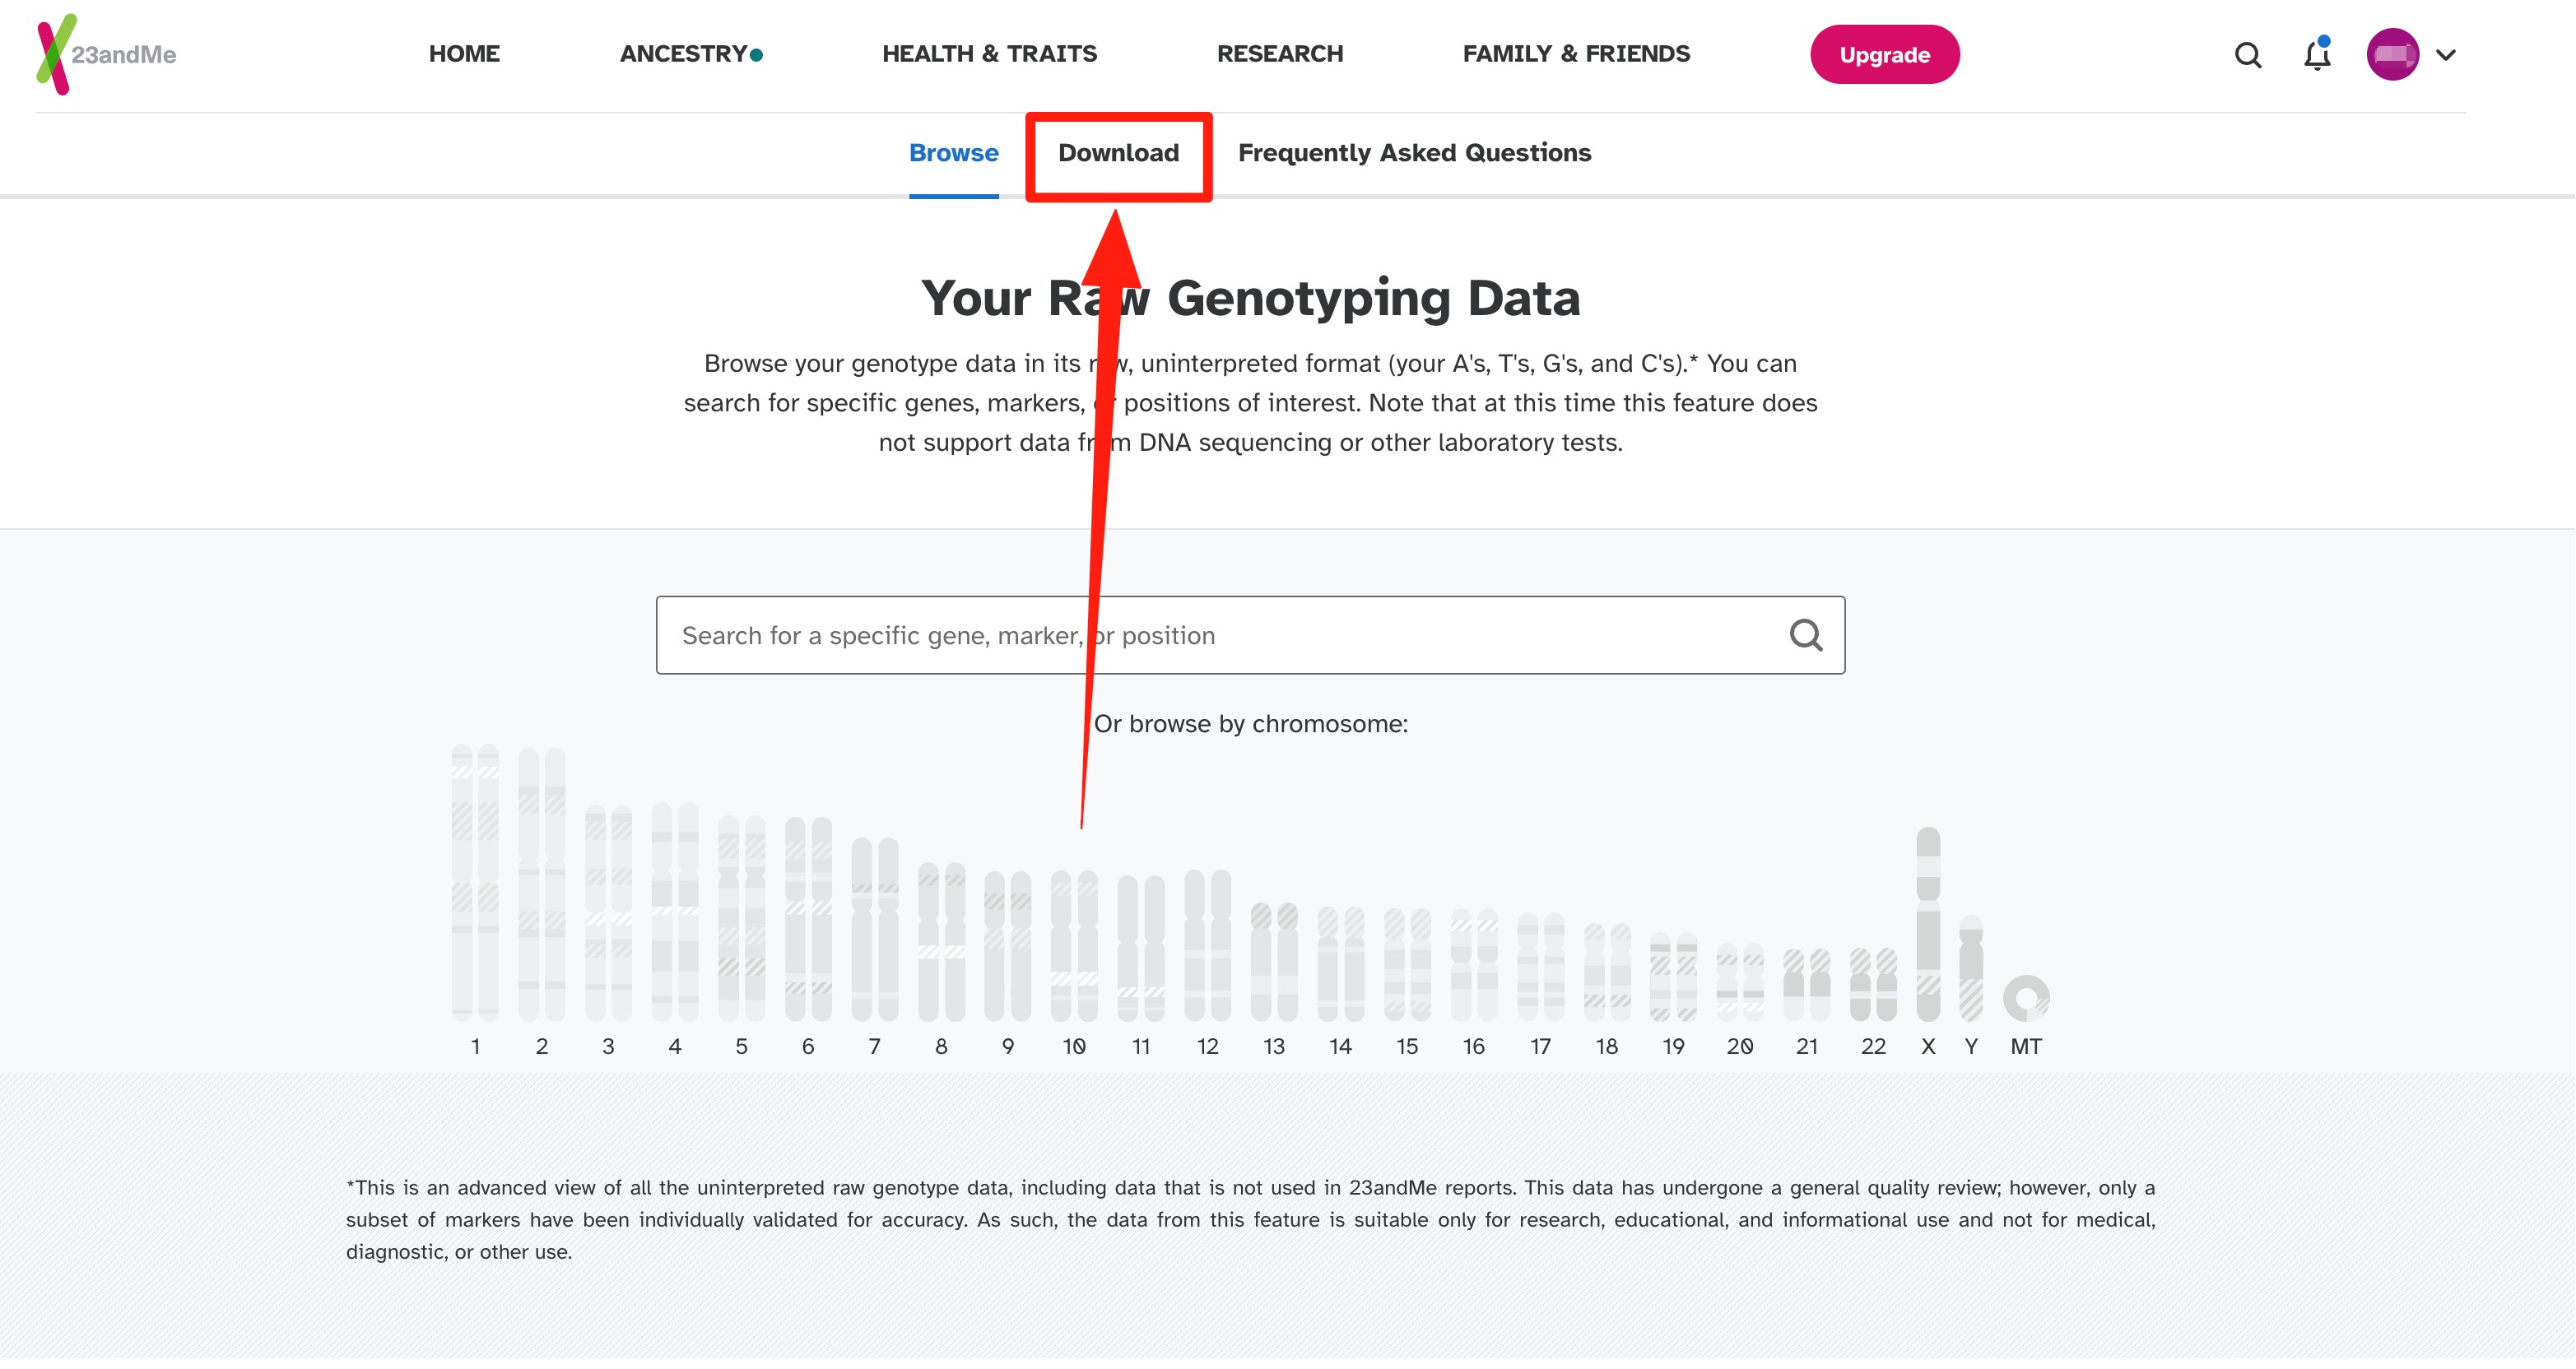 23andMe
HOME ANCESTRY HEALTH & TRAITS RESEARCH FAMILY & FRIENDS Upgrade
Browse Download Frequently Asked Questions
Your Raw Genotyping Data
Browse your genotype data in its raw, uninterpreted format (your A's, T's, G's, and C's).* You can
search for specific genes, markers, or positions of interest. Note that at this time this feature does
not support data from DNA sequencing or other laboratory tests.
Search for a specific gene, marker, or position
Or browse by chromosome:
1 2 3 4 5 6 7 8 9 10 11 12 13 14 15 16 17 18 19 20 21 22 X Y MT
*This is an advanced view of all the uninterpreted raw genotype data, including data that is not used in 23andMe reports. This data has undergone a general quality review; however, only a
subset of markers have been individually validated for accuracy. As such, the data from this feature is suitable only for research, educational, and informational use and not for medical,
diagnostic, or other use.